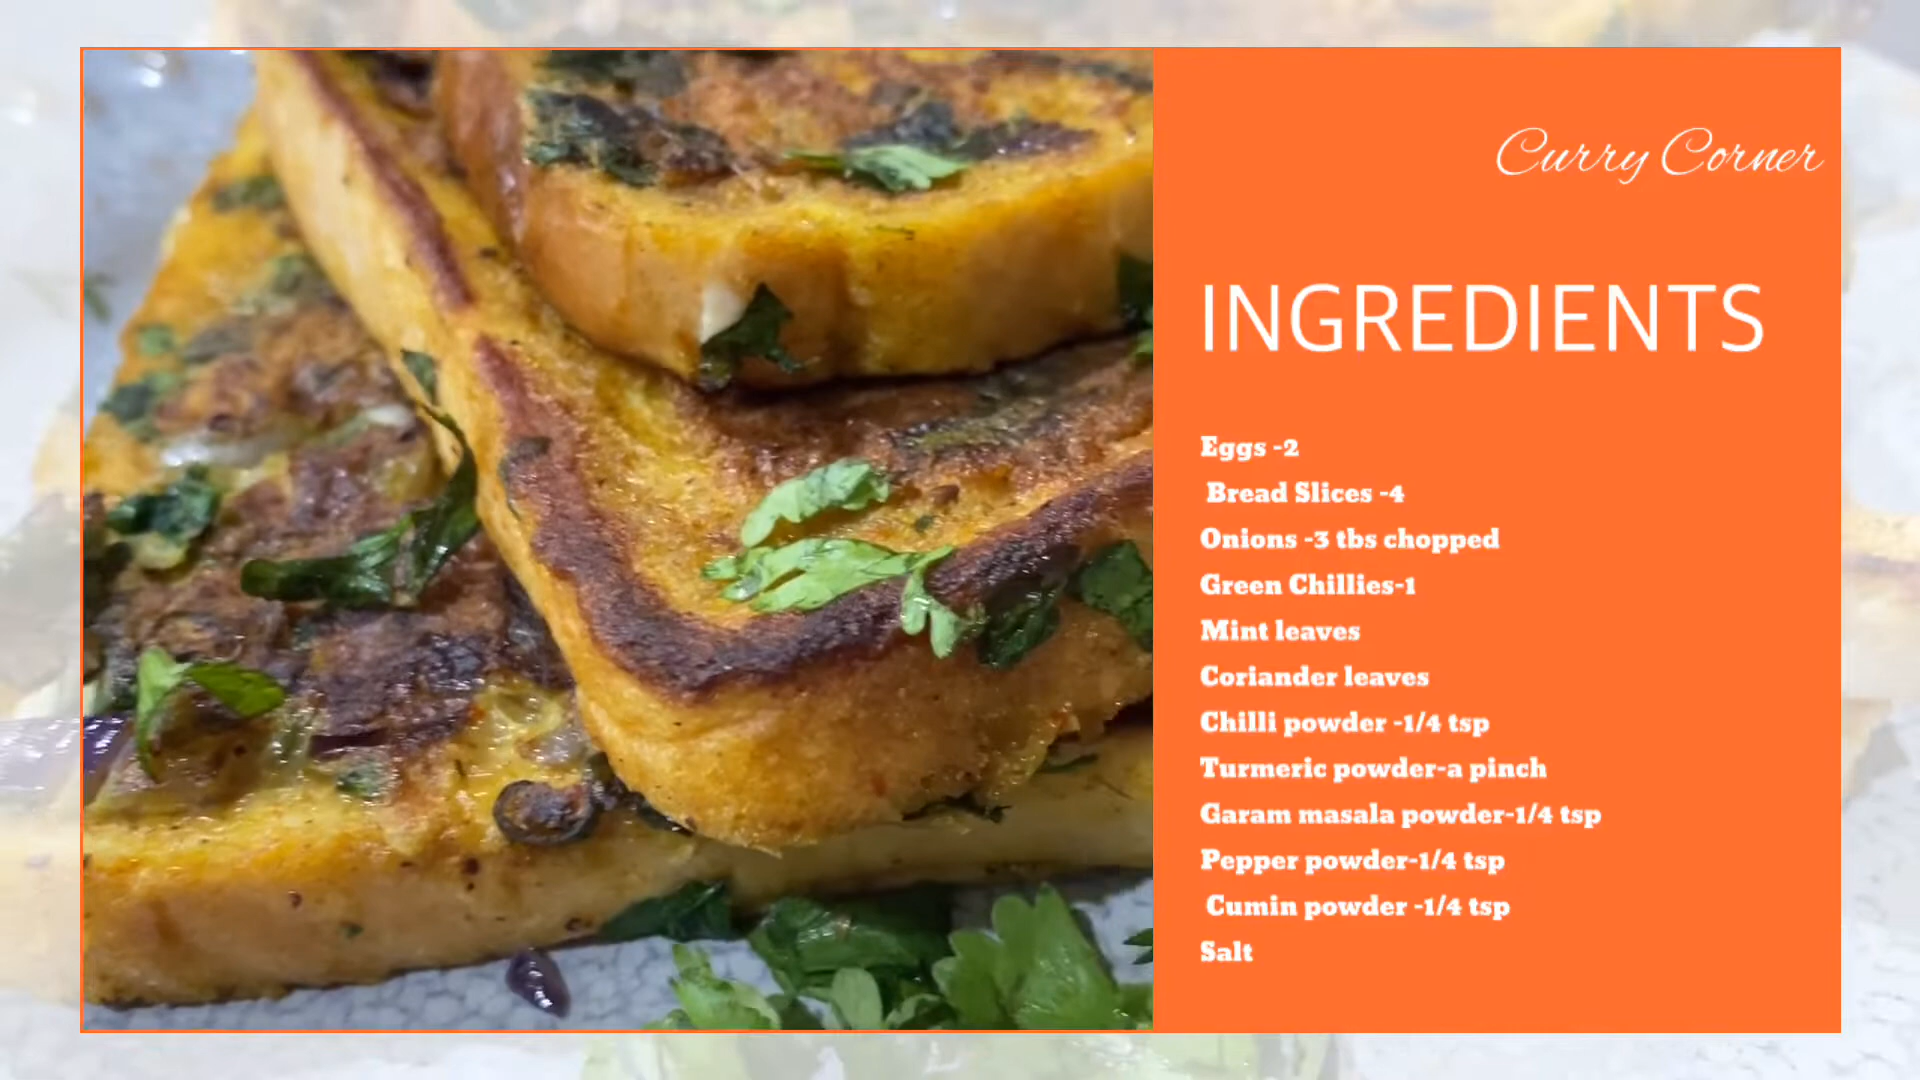 Curry Corner
INGREDIENTS
Eggs -2
Bread Slices -4
Onions -3 tbs chopped
Green Chillies-1
Mint leaves
Coriander leaves
Chilli powder -1/4 tsp
Turmeric powder-a pinch
Garam masala powder-1/4 tsp
Pepper powder-1/4 tsp
Cumin powder -1/4 tsp
Salt